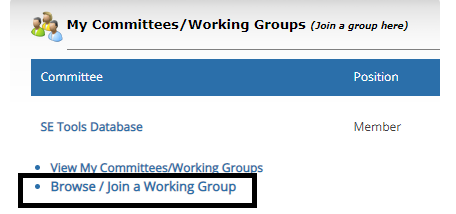 My Committees/Working Groups (Join a group here)
Committee Position
SE Tools Database Member
• View My Committees/Working Groups
• Browse / Join a Working Group